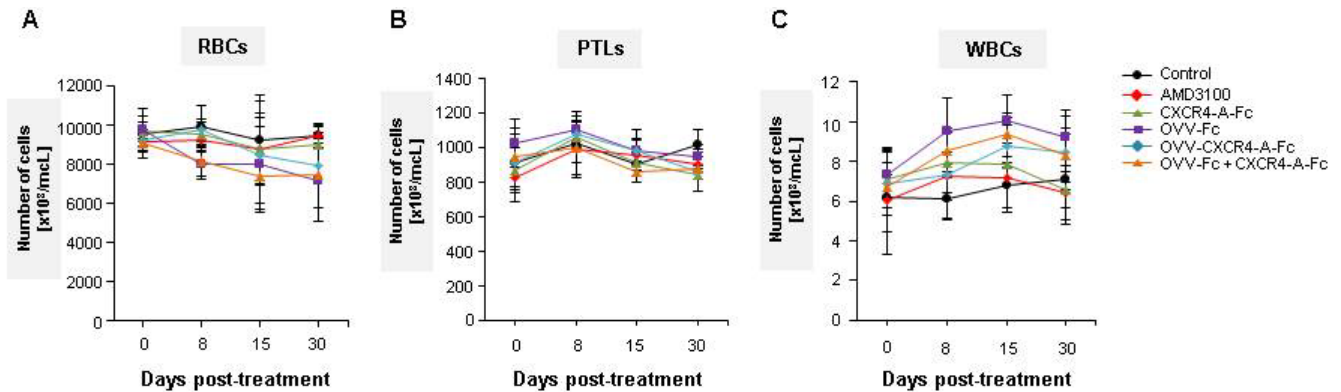 A
RBCs
Number of cells
[x10³/mcL]
12000
10000
8000
6000
4000
2000
0
0 8 15 30
Days post-treatment
B
PTLs
Number of cells
[x10³/mcL]
1400
1200
1000
800
600
400
200
0
0 8 15 30
Days post-treatment
C
WBCs
Number of cells
[x10³/mcL]
12
10
8
6
4
2
0
0 8 15 30
Days post-treatment
Control
AMD3100
CXCR4-A-Fc
OVV-Fc
OVV-CXCR4-A-Fc
OVV-Fc + CXCR4-A-Fc